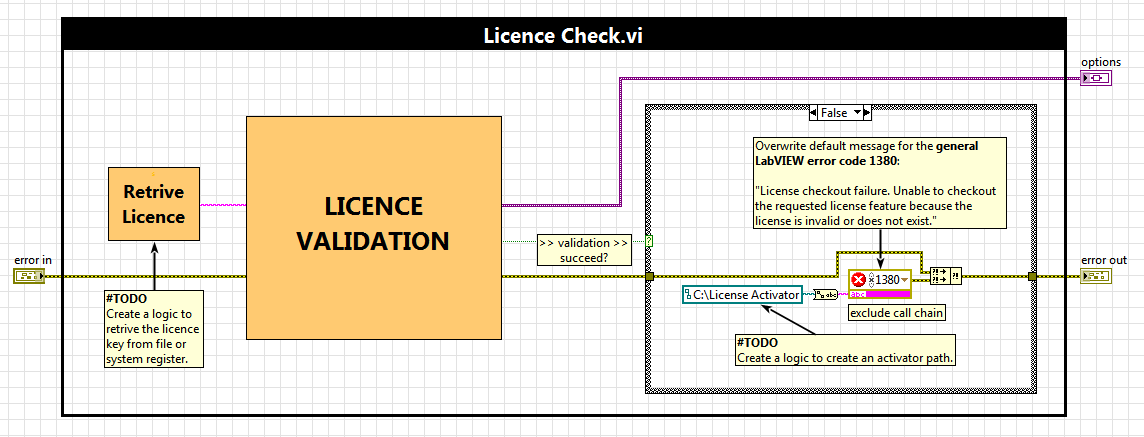 Licence Check.vi
options
False
Overwrite default message for the general
LabVIEW error code 1380:
"License checkout failure. Unable to checkout
the requested license feature because the
license is invalid or does not exist."
Retrive
Licence
LICENCE
VALIDATION
>> validation >>
succeed?
?
error in
error out
1380
?!
?!
?!
C:\License Activator
abc
abc
exclude call chain
#TODO
Create a logic to
retrive the licence
key from file or
system register.
#TODO
Create a logic to create an activator path.